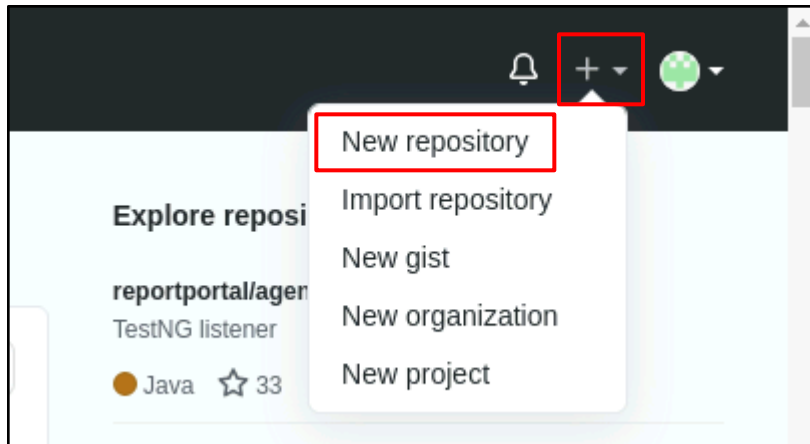 New repository
Import repository
New gist
New organization
New project
Explore reposi
reportportal/agen
TestNG listener
Java 33